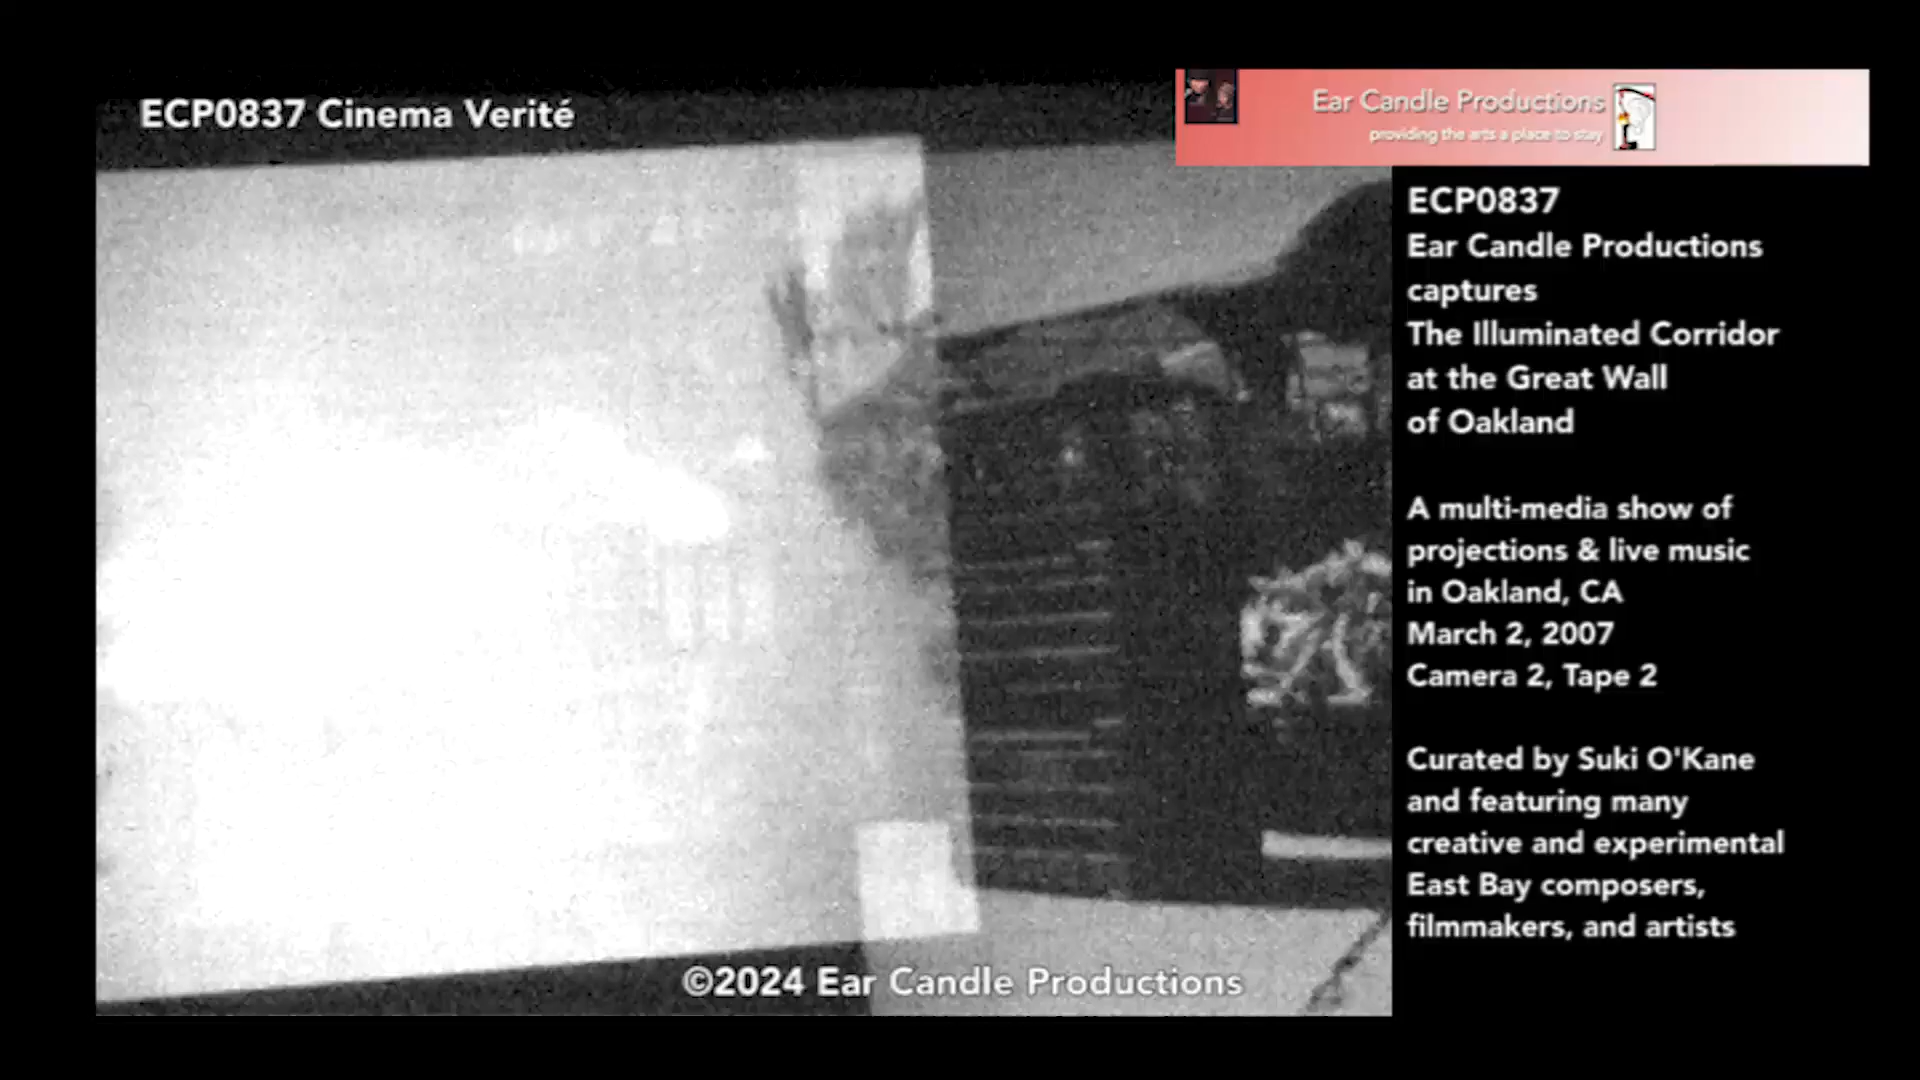 ECP0837 Cinema Verité
Ear Candle Productions
providing the arts a place to stay
ECP0837
Ear Candle Productions
captures
The Illuminated Corridor
at the Great Wall
of Oakland
A multi-media show of
projections & live music
in Oakland, CA
March 2, 2007
Camera 2, Tape 2
Curated by Suki O'Kane
and featuring many
creative and experimental
East Bay composers,
filmmakers, and artists
©2024 Ear Candle Productions